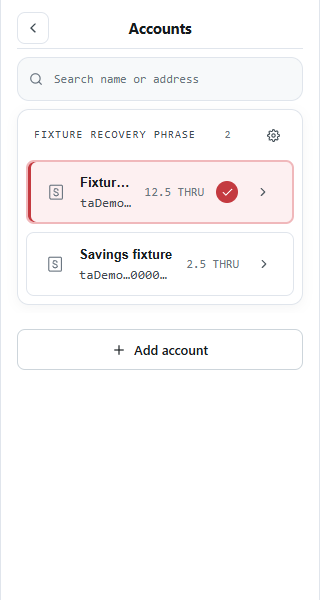 Accounts
Search name or address
FIXTURE RECOVERY PHRASE 2
S Fixtur… 12.5 THRU
taDemo…
S Savings fixture 2.5 THRU
taDemo…0000…
+ Add account